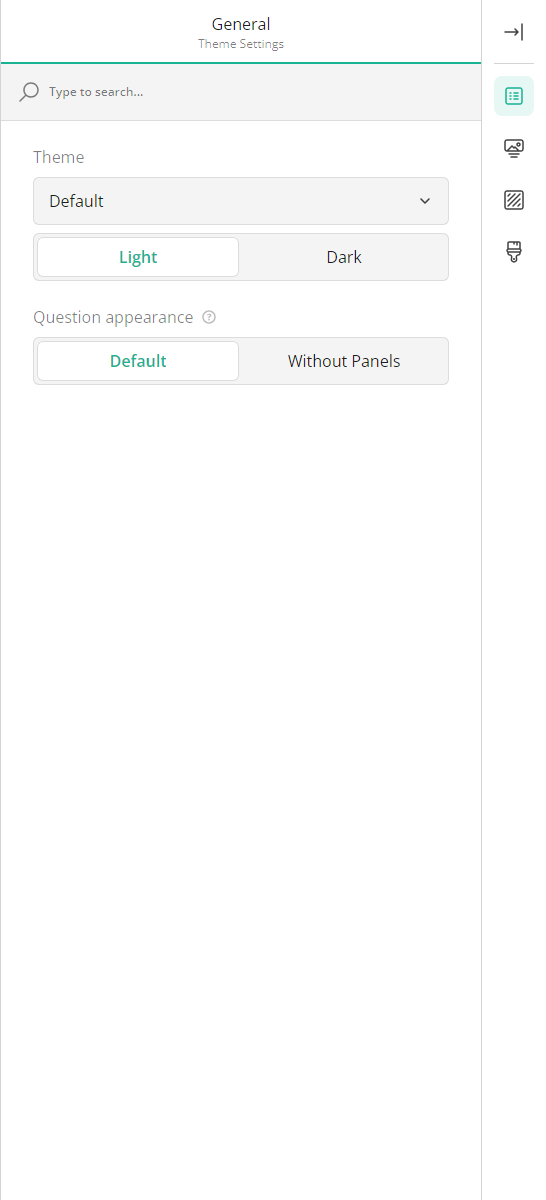 General
Theme Settings
Type to search...
Theme
Default
Light Dark
Question appearance
Default Without Panels